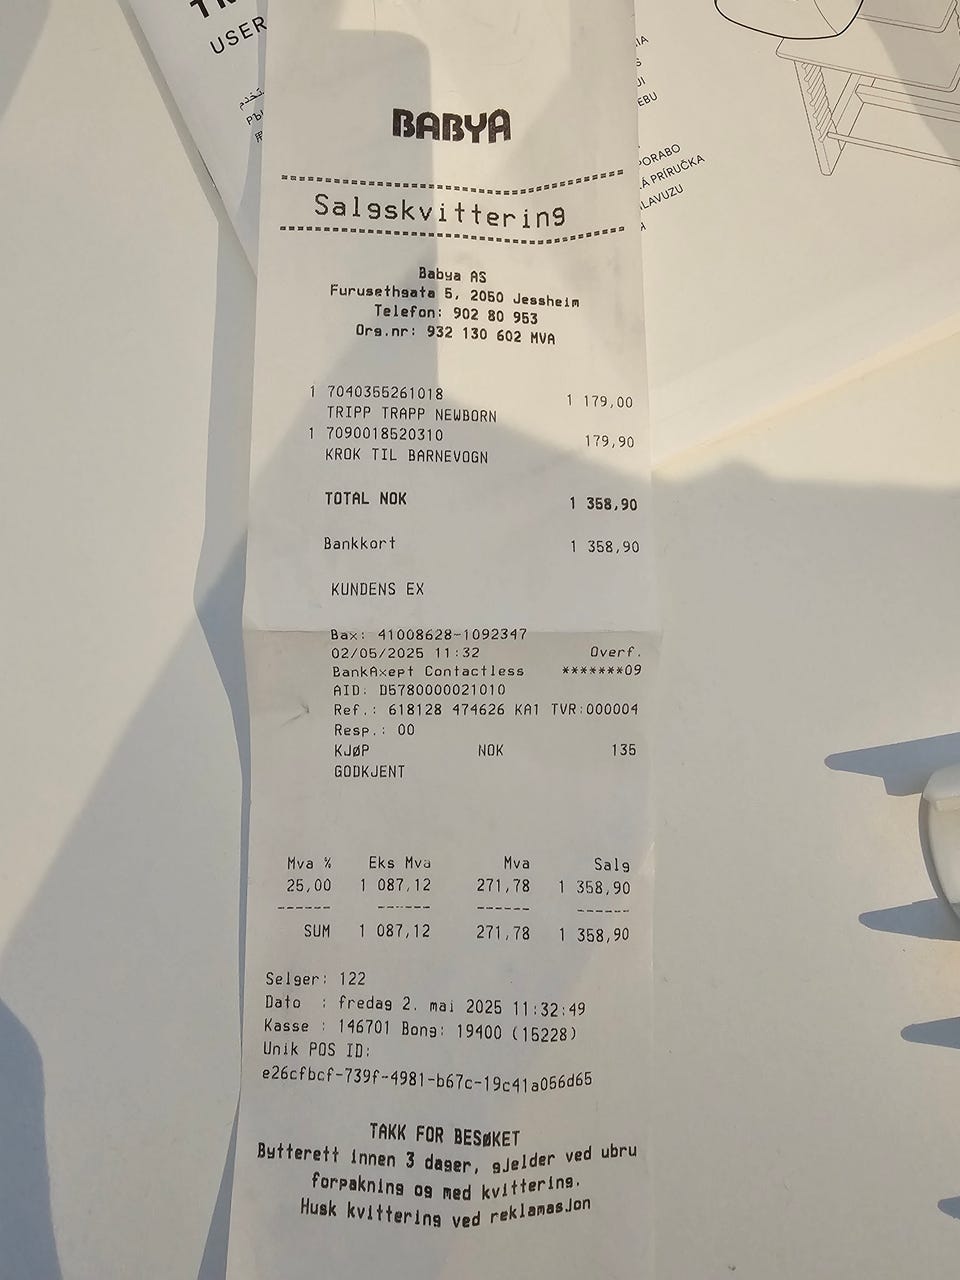 USER
BABYA
Salgskvittering
Babya AS
Furusethgata 5, 2050 Jessheim
Telefon: 902 80 953
Org.nr: 932 130 602 MVA
1 7040355261018 1 179,00
TRIPP TRAPP NEWBORN
1 7090018520310 179,90
KROK TIL BARNEVOGN
TOTAL NOK 1 358,90
Bankkort 1 358,90
KUNDENS EX
Bax: 41008628-1092347
02/05/2025 11:32 Overf.
BankAxept Contactless *******09
AID: D5780000021010
Ref.: 618128 474626 KA1 TVR:000004
Resp.: 00
KJØP NOK 135
GODKJENT
Mva % Eks Mva Mva Salg
25,00 1 087,12 271,78 1 358,90
------ ------ ------ ------
SUM 1 087,12 271,78 1 358,90
Selger: 122
Dato : fredag 2. mai 2025 11:32:49
Kasse : 146701 Bong: 19400 (15228)
Unik POS ID:
e26cfbcf-739f-4981-b67c-19c41a056d65
TAKK FOR BESØKET
Bytterett innen 3 dager, gjelder ved ubru
forpakning og med kvittering.
Husk kvittering ved reklamasjon
PORABO
Á PRÍRUČKA
LAVUZU